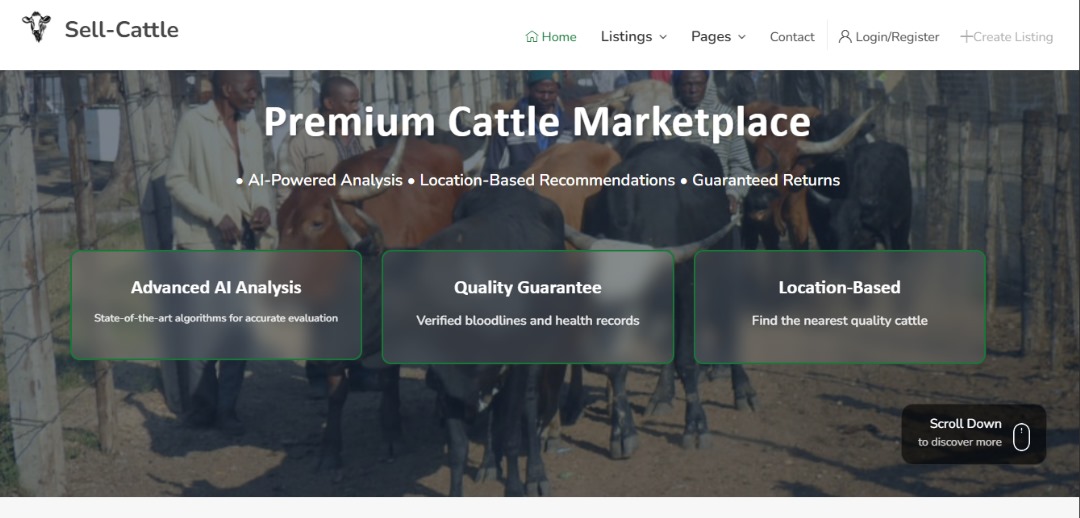 Sell-Cattle
Home
Listings
Pages
Contact
Login/Register
Create Listing
Premium Cattle Marketplace
• AI-Powered Analysis • Location-Based Recommendations • Guaranteed Returns
Advanced AI Analysis
State-of-the-art algorithms for accurate evaluation
Quality Guarantee
Verified bloodlines and health records
Location-Based
Find the nearest quality cattle
Scroll Down
to discover more